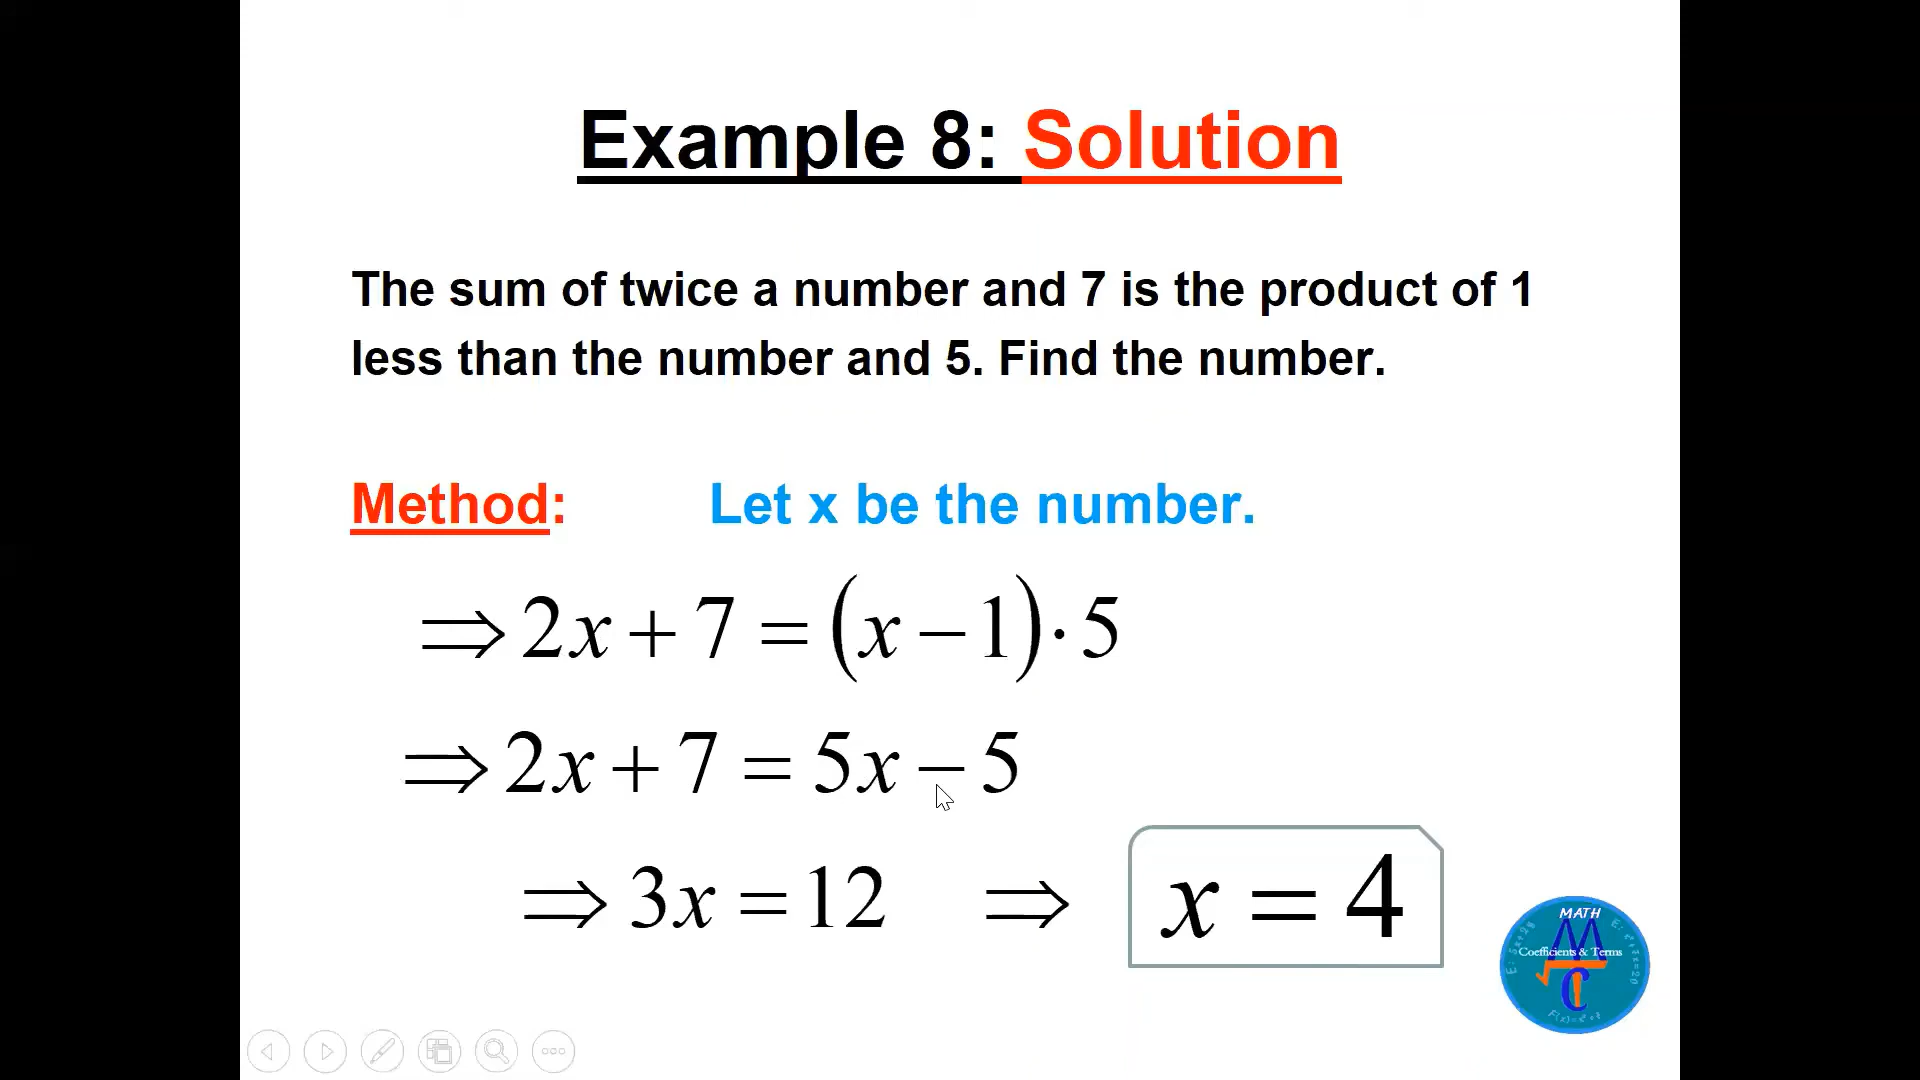 Example 8: Solution
The sum of twice a number and 7 is the product of 1
less than the number and 5. Find the number.
Method: Let x be the number.
⇒ 2x + 7 = (x − 1) · 5
⇒ 2x + 7 = 5x − 5
⇒ 3x = 12 ⇒ x = 4
MATH
M
Coefficients & Terms
C